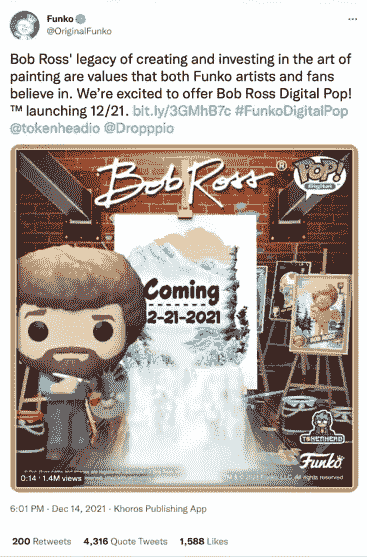 Funko
@OriginalFunko
Bob Ross' legacy of creating and investing in the art of
painting are values that both Funko artists and fans
believe in. We're excited to offer Bob Ross Digital Pop!
™ launching 12/21. bit.ly/3GMhB7c #FunkoDigitalPop
@tokenheadio @Dropppio
Bob Ross ®
POP!
Coming
2-21-2021
TOKENHEAD
Funko
0:14 · 1.4M views
Funko, LLC. All rights reserved
6:01 PM · Dec 14, 2021 · Khoros Publishing App
200 Retweets 4,316 Quote Tweets 1,588 Likes